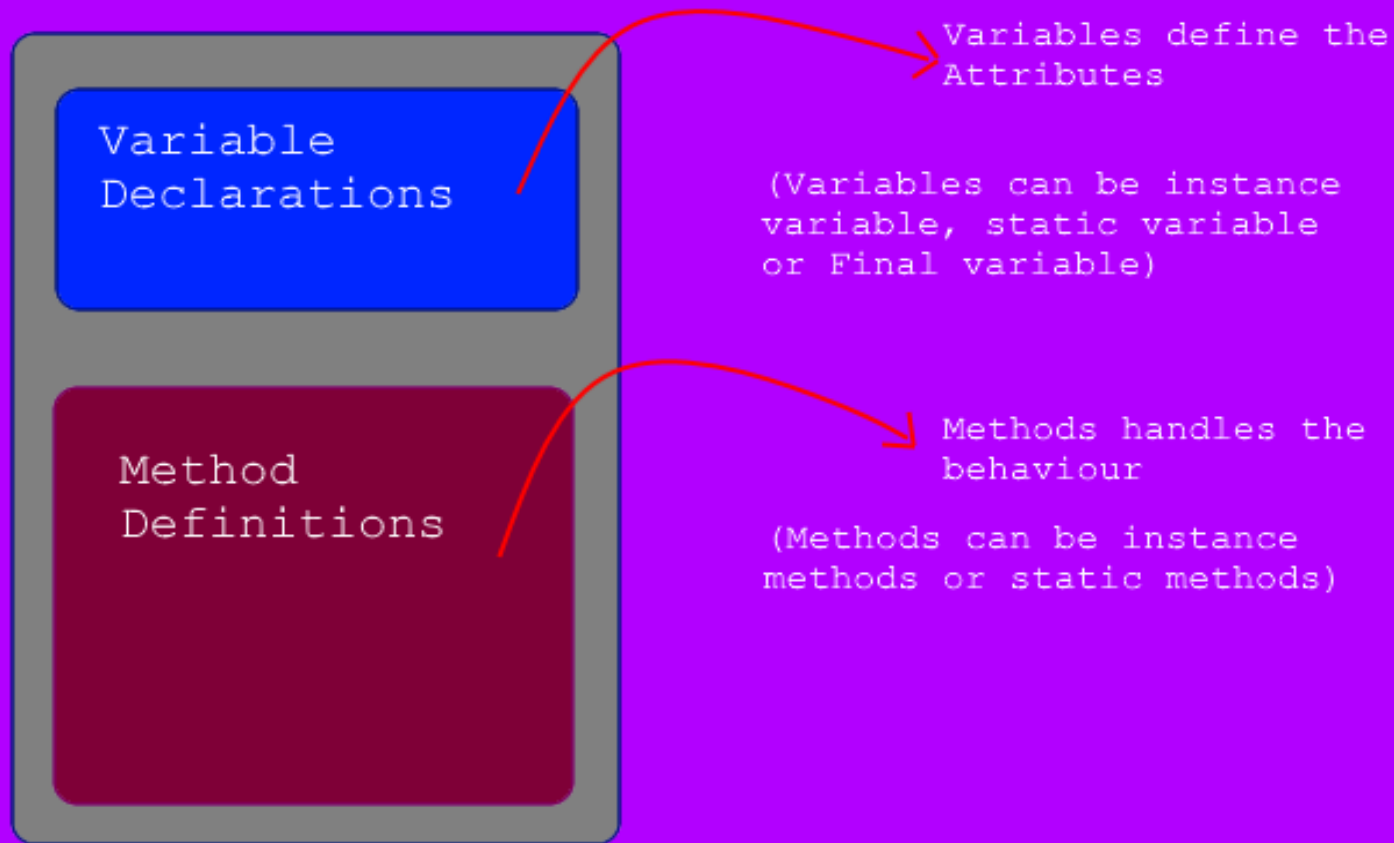 Variable
Declarations
Variables define the
Attributes
(Variables can be instance
variable, static variable
or Final variable)
Method
Definitions
Methods handles the
behaviour
(Methods can be instance
methods or static methods)